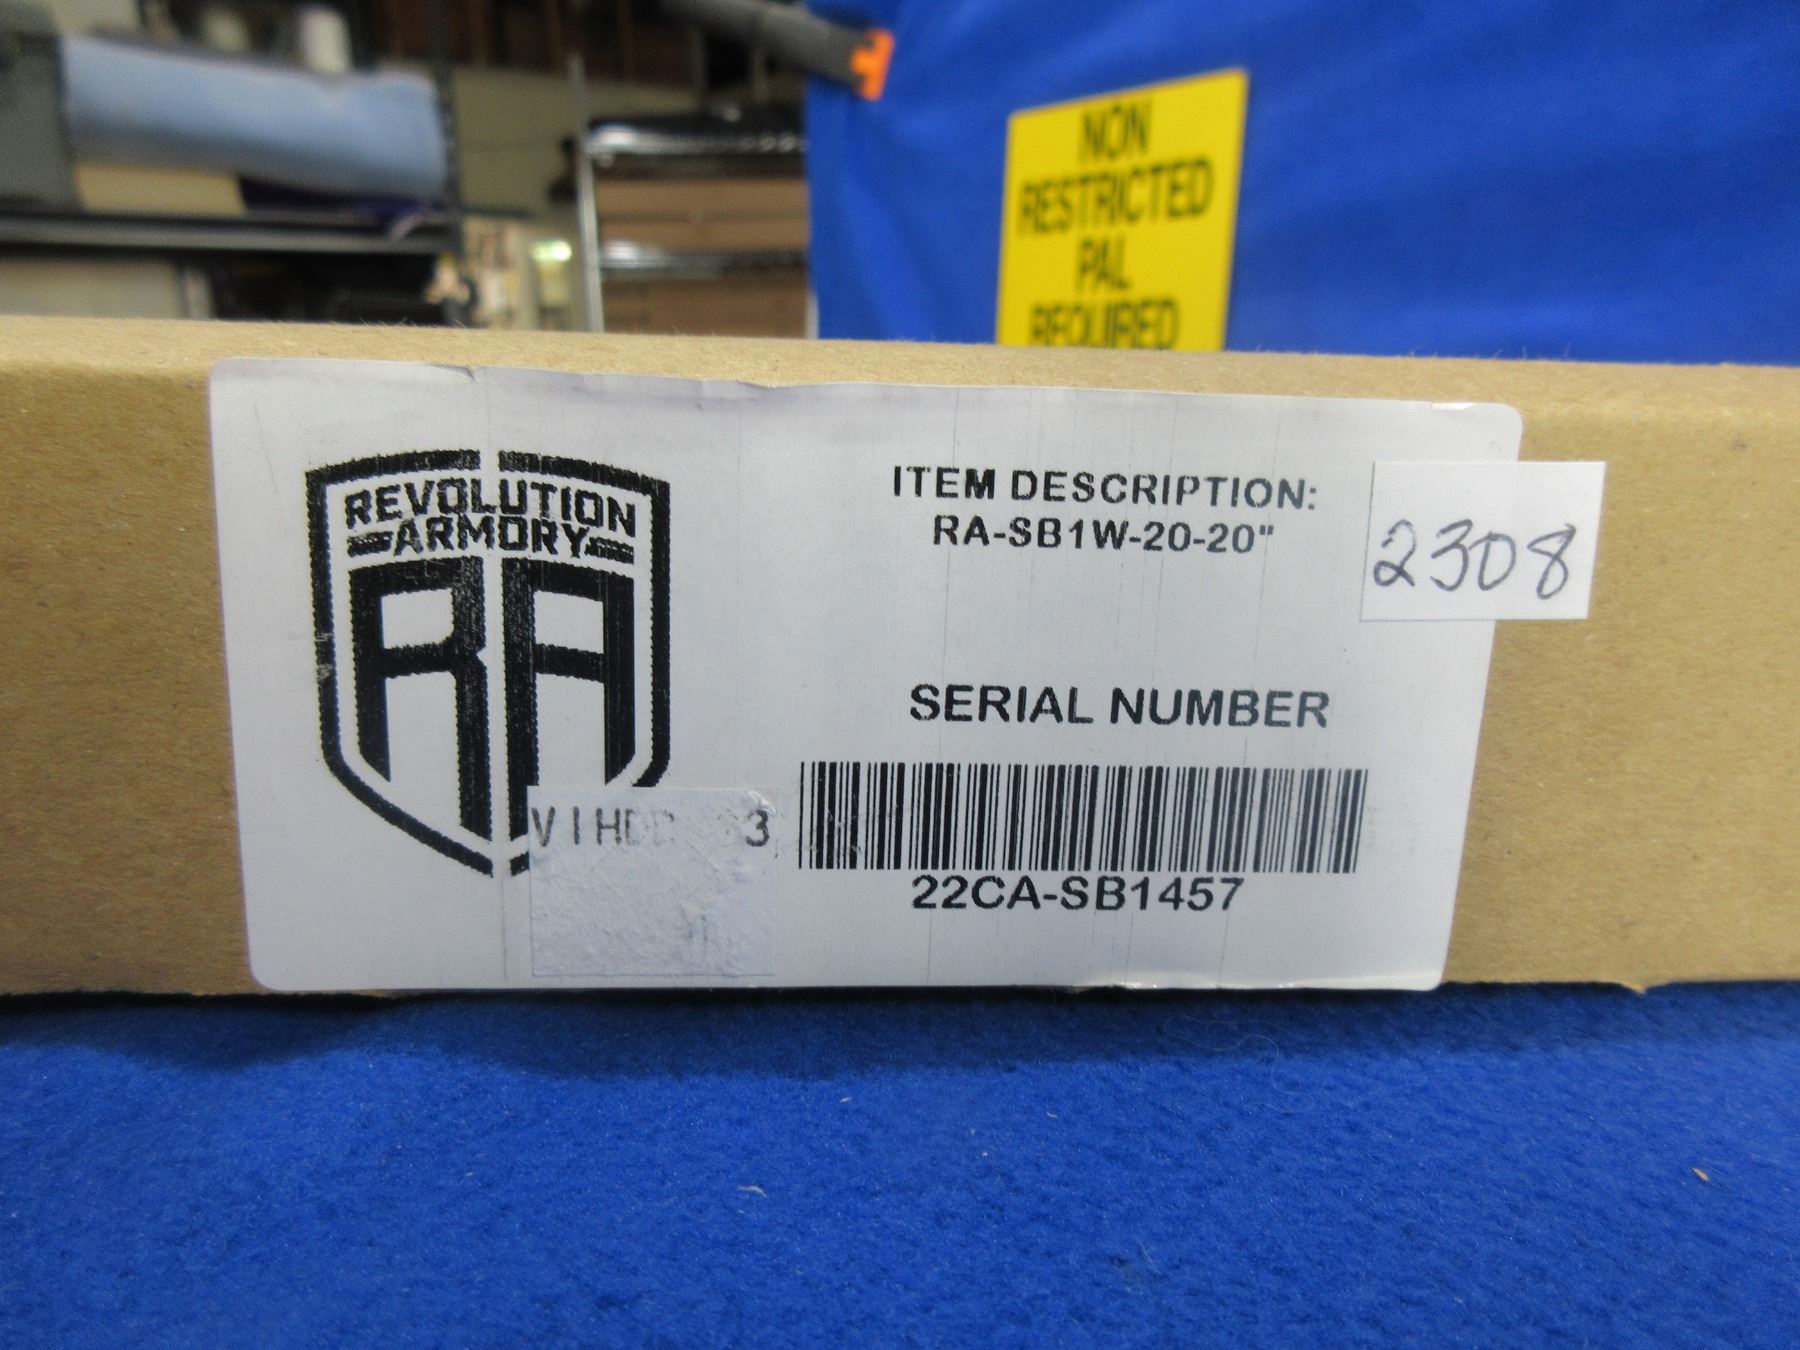 NON
RESTRICTED
PAL
REQUIRED
REVOLUTION
ARMORY
RA
ITEM DESCRIPTION:
RA-SB1W-20-20"
2308
SERIAL NUMBER
22CA-SB1457